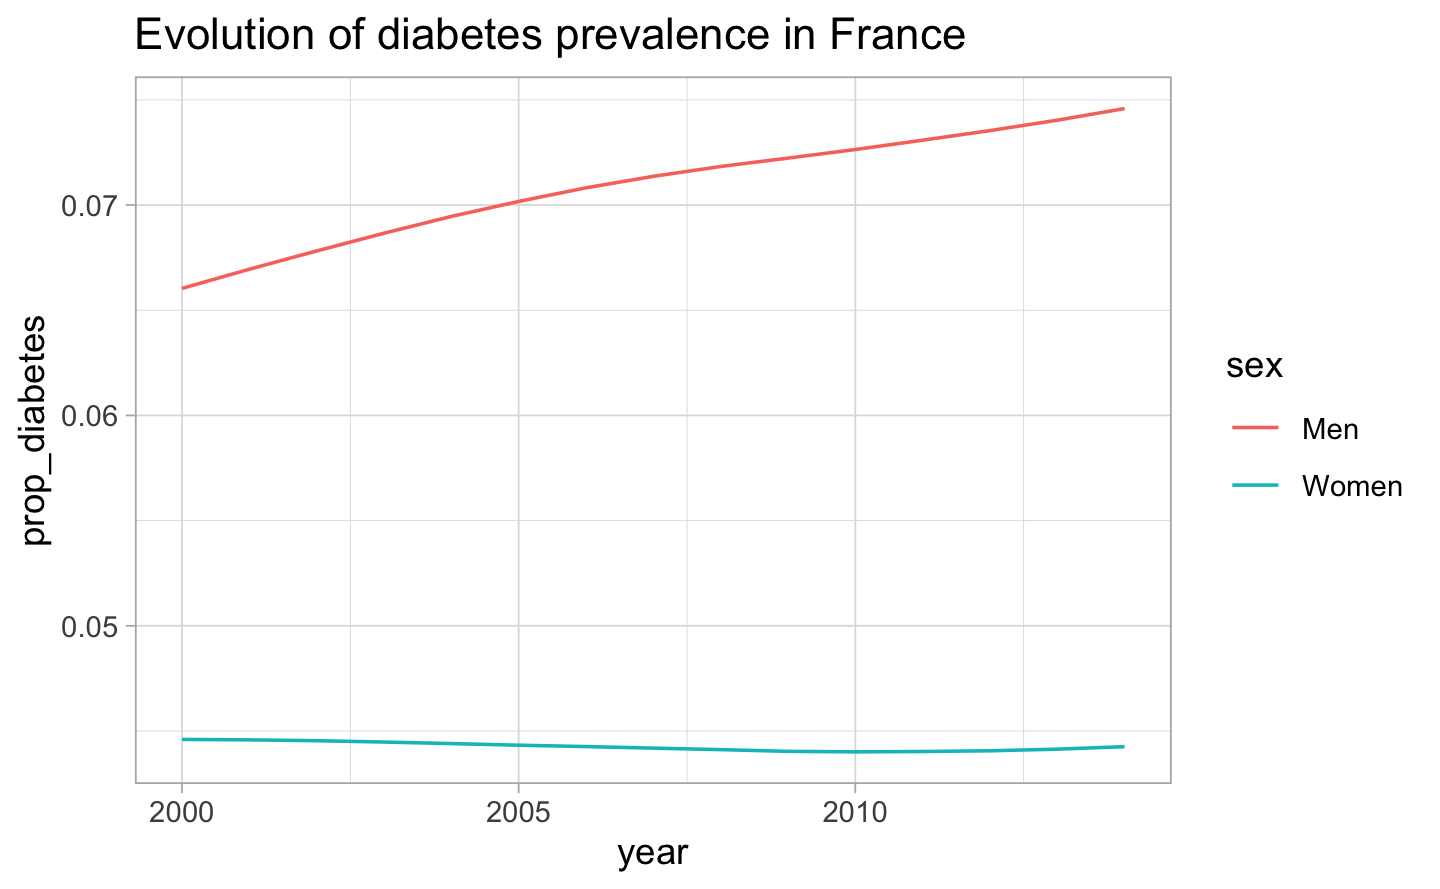 Evolution of diabetes prevalence in France
prop_diabetes
0.07
0.06
0.05
2000
2005
2010
year
sex
Men
Women